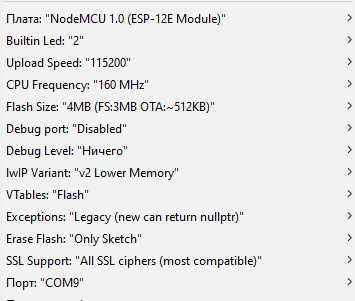 Плата: "NodeMCU 1.0 (ESP-12E Module)"
Builtin Led: "2"
Upload Speed: "115200"
CPU Frequency: "160 MHz"
Flash Size: "4MB (FS:3MB OTA:~512KB)"
Debug port: "Disabled"
Debug Level: "Ничего"
lwIP Variant: "v2 Lower Memory"
VTables: "Flash"
Exceptions: "Legacy (new can return nullptr)"
Erase Flash: "Only Sketch"
SSL Support: "All SSL ciphers (most compatible)"
Порт: "COM9"